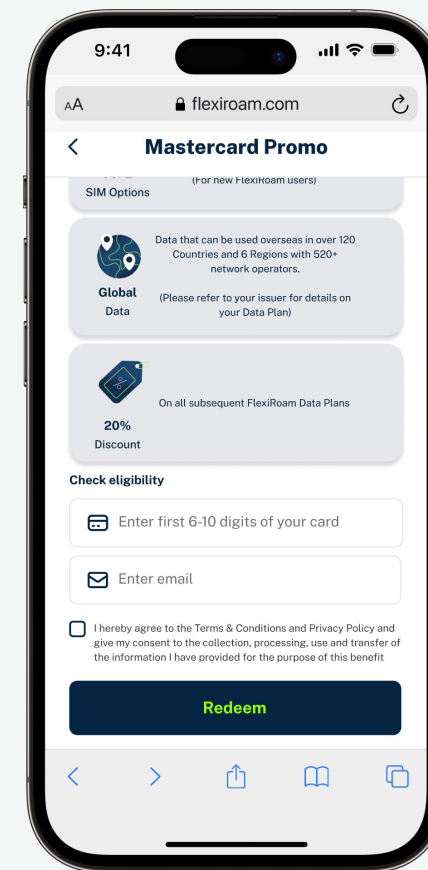 9:41
AA
flexiroam.com
Mastercard Promo
SIM Options
(For new FlexiRoam users)
Global
Data
Data that can be used overseas in over 120
Countries and 6 Regions with 520+
network operators.
(Please refer to your issuer for details on
your Data Plan)
20%
Discount
On all subsequent FlexiRoam Data Plans
Check eligibility
Enter first 6-10 digits of your card
Enter email
I hereby agree to the Terms & Conditions and Privacy Policy and
give my consent to the collection, processing, use and transfer of
the information I have provided for the purpose of this benefit
Redeem